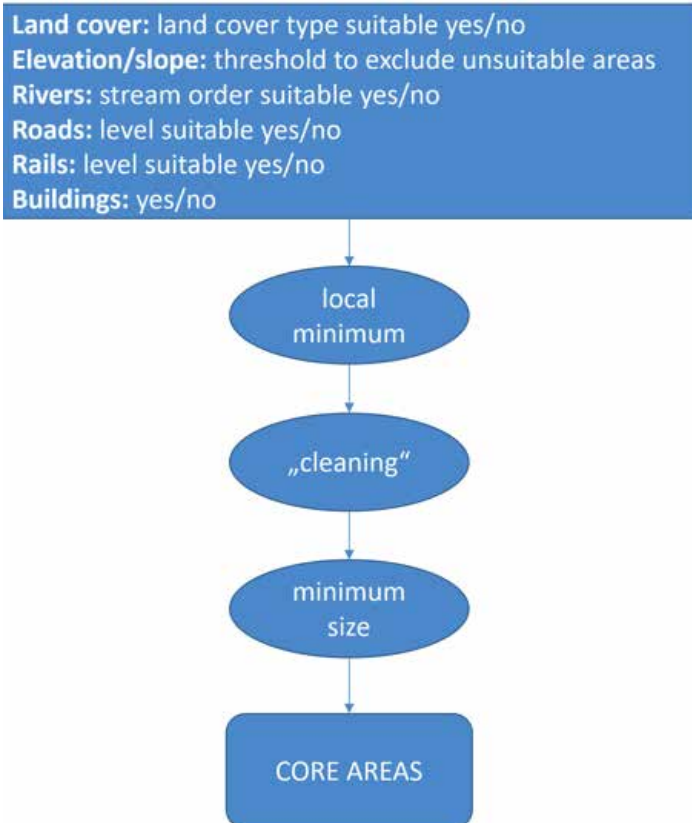 Land cover: land cover type suitable yes/no
Elevation/slope: threshold to exclude unsuitable areas
Rivers: stream order suitable yes/no
Roads: level suitable yes/no
Rails: level suitable yes/no
Buildings: yes/no
local
minimum
„cleaning“
minimum
size
CORE AREAS